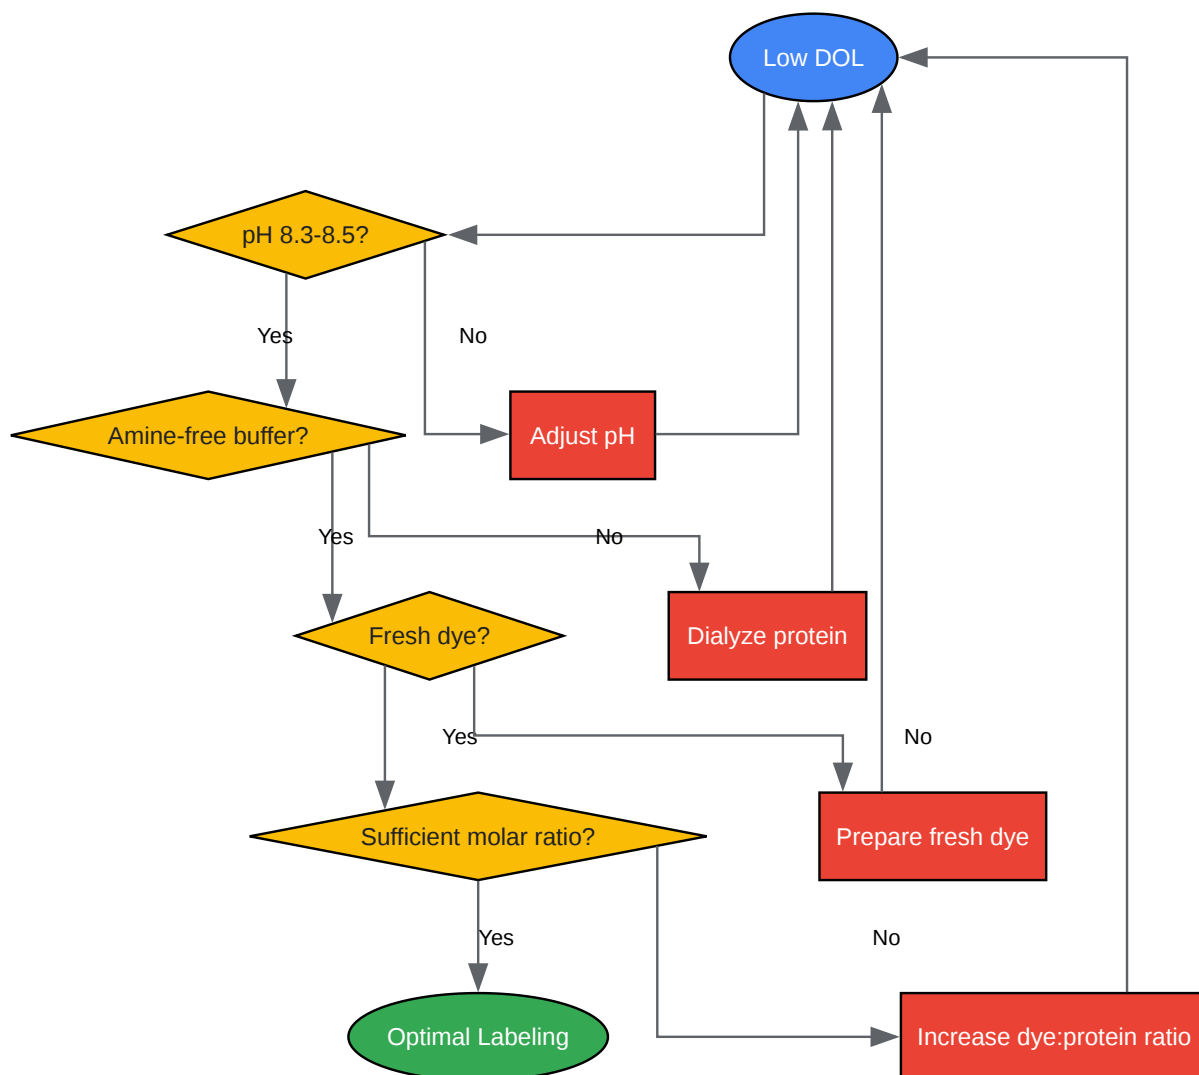 Low DOL
pH 8.3-8.5?
Yes
No
Amine-free buffer?
Adjust pH
Yes
No
Fresh dye?
Dialyze protein
Yes
No
Sufficient molar ratio?
Prepare fresh dye
Yes
No
Optimal Labeling
Increase dye:protein ratio